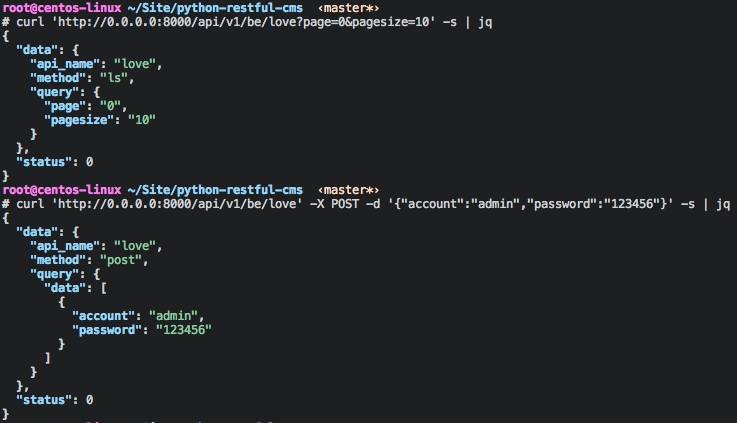 root@centos-linux ~/Site/python-restful-cms ‹master*›
# curl 'http://0.0.0.0:8000/api/v1/be/love?page=0&pagesize=10' -s | jq
{
  "data": {
    "api_name": "love",
    "method": "ls",
    "query": {
      "page": "0",
      "pagesize": "10"
    }
  },
  "status": 0
}
root@centos-linux ~/Site/python-restful-cms ‹master*›
# curl 'http://0.0.0.0:8000/api/v1/be/love' -X POST -d '{"account":"admin","password":"123456"}' -s | jq
{
  "data": {
    "api_name": "love",
    "method": "post",
    "query": {
      "data": [
        {
          "account": "admin",
          "password": "123456"
        }
      ]
    }
  },
  "status": 0
}